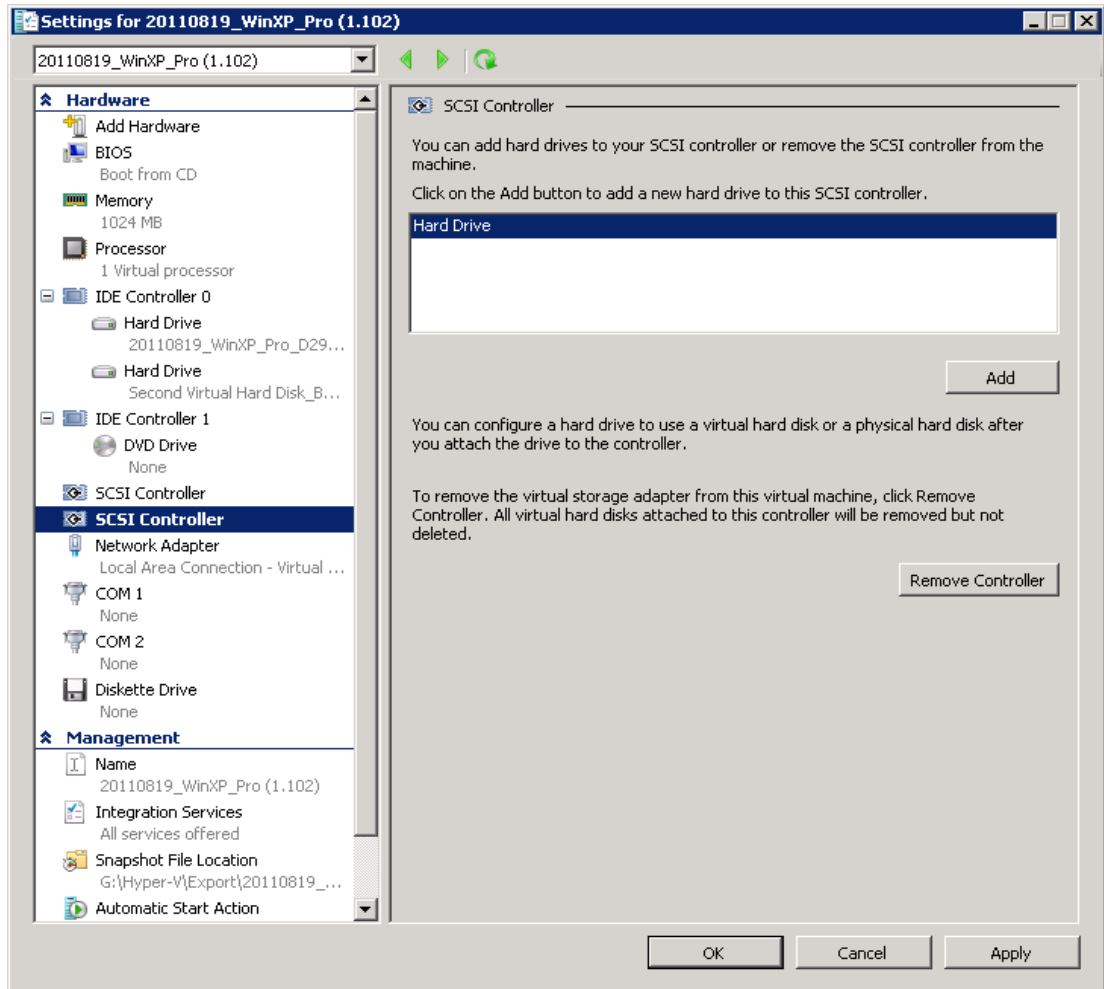 Settings for 20110819_WinXP_Pro (1.102)
20110819_WinXP_Pro (1.102)
Hardware
Add Hardware
BIOS
Boot from CD
Memory
1024 MB
Processor
1 Virtual processor
IDE Controller 0
Hard Drive
20110819_WinXP_Pro_D29...
Hard Drive
Second Virtual Hard Disk_B...
IDE Controller 1
DVD Drive
None
SCSI Controller
SCSI Controller
Network Adapter
Local Area Connection - Virtual ...
COM 1
None
COM 2
None
Diskette Drive
None
Management
Name
20110819_WinXP_Pro (1.102)
Integration Services
All services offered
Snapshot File Location
G:\Hyper-V\Export\20110819_...
Automatic Start Action
SCSI Controller
You can add hard drives to your SCSI controller or remove the SCSI controller from the
machine.
Click on the Add button to add a new hard drive to this SCSI controller.
Hard Drive
Add
You can configure a hard drive to use a virtual hard disk or a physical hard disk after
you attach the drive to the controller.
To remove the virtual storage adapter from this virtual machine, click Remove
Controller. All virtual hard disks attached to this controller will be removed but not
deleted.
Remove Controller
OK
Cancel
Apply